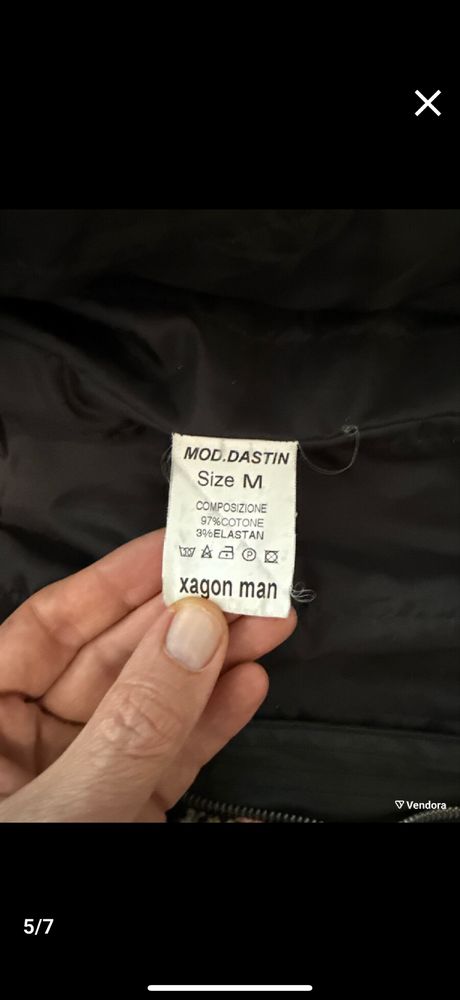 MOD.DASTIN
Size M
COMPOSIZIONE
97%COTONE
3%ELASTAN
P
xagon man
Vendora
5/7